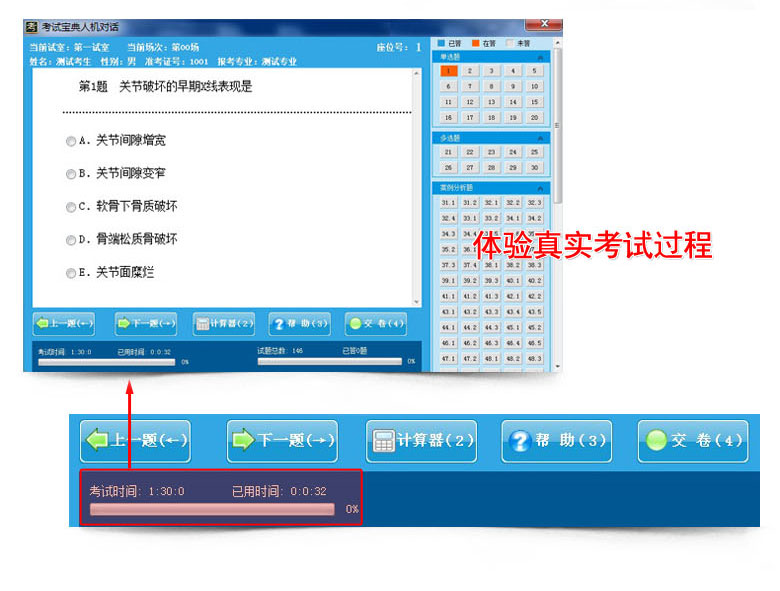 考试宝典人机对话
当前试室：第一试室 当前场次：第00场 座位号：1
姓名：测试考生 性别：男 准考证号：1001 报考专业：测试专业
第1题 关节破坏的早期X线表现是
A. 关节间隙增宽
B. 关节间隙变窄
C. 软骨下骨质破坏
D. 骨端松质骨破坏
E. 关节面糜烂
上一题(←) 下一题(→) 计算器(2) 帮 助(3) 交 卷(4)
考试时间：1:30:0 已用时间：0:0:32 0%
试题总数：146 已答0题 0%
已答 在答 未答
单选题
1 2 3 4 5
6 7 8 9 10
11 12 13 14 15
16 17 18 19 20
多选题
21 22 23 24 25
26 27 28 29 30
案例分析题
31.1 31.2 32.1 32.2 32.3
32.4 33.1 33.2 34.1 34.2
34.3 34.4
35.2 36.1
37.3 37.4 38.1 38.2 38.3
39.1 39.2 39.3 40.1 40.2
41.1 41.2 41.3 42.1 42.2
43.1 43.2 43.3 43.4 43.5
44.1 44.2 44.3 45.1 45.2
46.1 46.2 46.3 46.4 46.5
47.1 47.2 48.1 48.2 48.3
体验真实考试过程
上一题(←) 下一题(→) 计算器(2) 帮 助(3) 交 卷(4)
考试时间：1:30:0 已用时间：0:0:32
0%